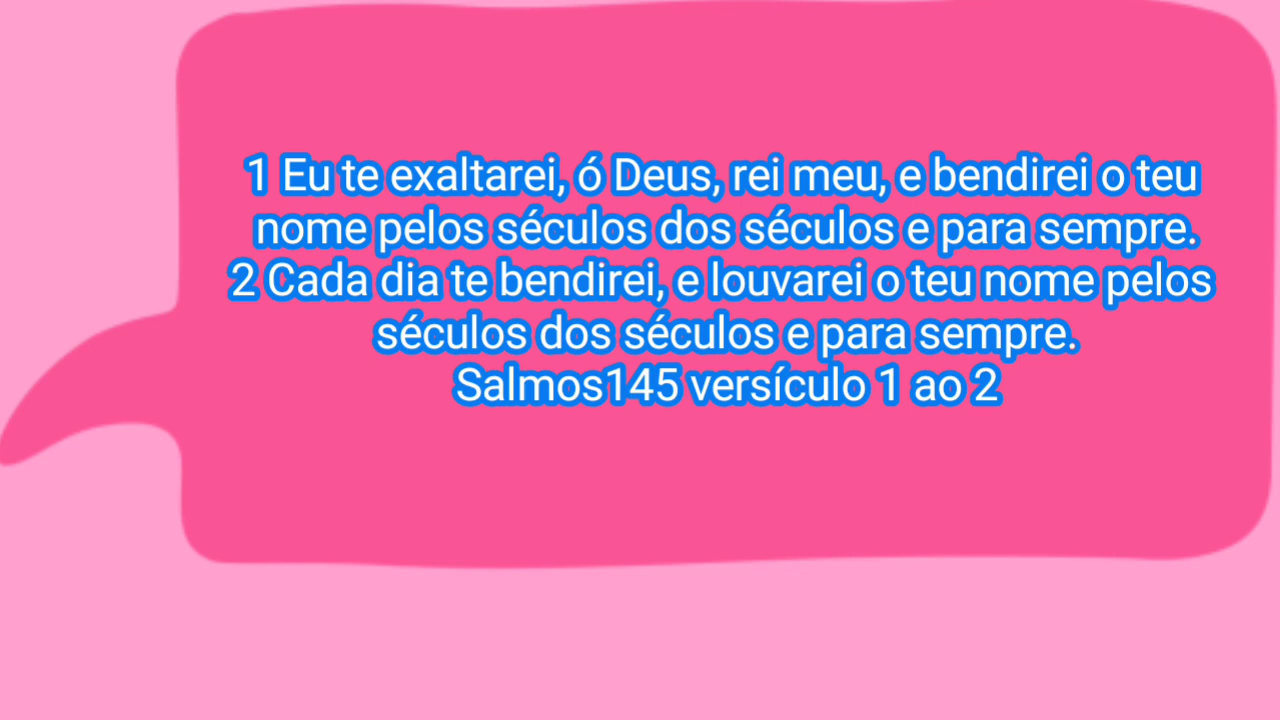 1 Eu te exaltarei, ó Deus, rei meu, e bendirei o teu
nome pelos séculos dos séculos e para sempre.
2 Cada dia te bendirei, e louvarei o teu nome pelos
séculos dos séculos e para sempre.
Salmos145 versículo 1 ao 2